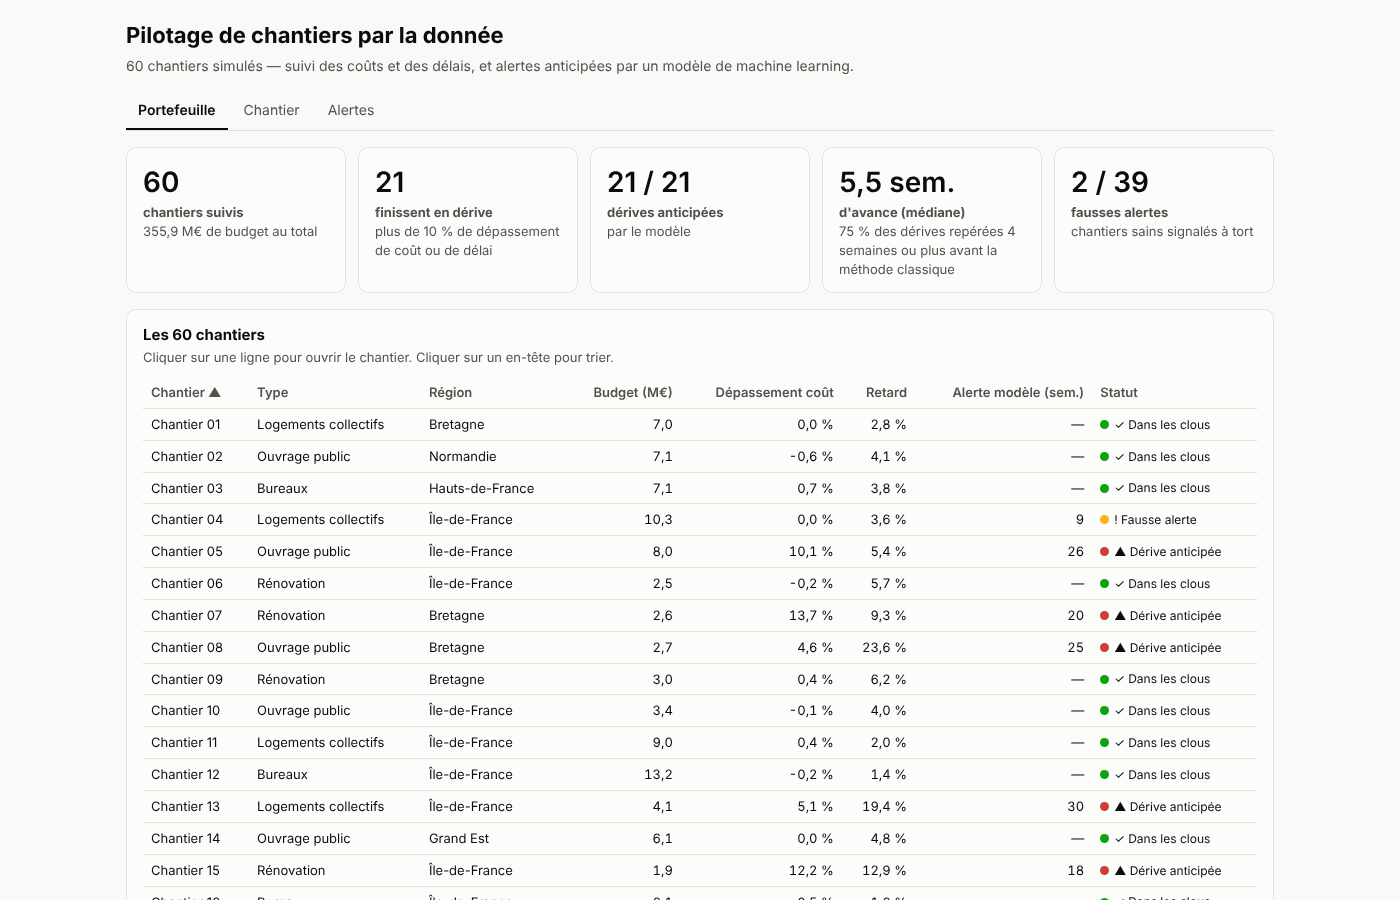 Pilotage de chantiers par la donnée
60 chantiers simulés — suivi des coûts et des délais, et alertes anticipées par un modèle de machine learning.
Portefeuille Chantier Alertes
60
chantiers suivis
355,9 M€ de budget au total
21
finissent en dérive
plus de 10 % de dépassement
de coût ou de délai
21 / 21
dérives anticipées
par le modèle
5,5 sem.
d'avance (médiane)
75 % des dérives repérées 4
semaines ou plus avant la
méthode classique
2 / 39
fausses alertes
chantiers sains signalés à tort
Les 60 chantiers
Cliquer sur une ligne pour ouvrir le chantier. Cliquer sur un en-tête pour trier.
Chantier ▲ Type Région Budget (M€) Dépassement coût Retard Alerte modèle (sem.) Statut
Chantier 01 Logements collectifs Bretagne 7,0 0,0 % 2,8 % — ✓ Dans les clous
Chantier 02 Ouvrage public Normandie 7,1 -0,6 % 4,1 % — ✓ Dans les clous
Chantier 03 Bureaux Hauts-de-France 7,1 0,7 % 3,8 % — ✓ Dans les clous
Chantier 04 Logements collectifs Île-de-France 10,3 0,0 % 3,6 % 9 ! Fausse alerte
Chantier 05 Ouvrage public Île-de-France 8,0 10,1 % 5,4 % 26 ▲ Dérive anticipée
Chantier 06 Rénovation Île-de-France 2,5 -0,2 % 5,7 % — ✓ Dans les clous
Chantier 07 Rénovation Bretagne 2,6 13,7 % 9,3 % 20 ▲ Dérive anticipée
Chantier 08 Ouvrage public Bretagne 2,7 4,6 % 23,6 % 25 ▲ Dérive anticipée
Chantier 09 Rénovation Bretagne 3,0 0,4 % 6,2 % — ✓ Dans les clous
Chantier 10 Ouvrage public Île-de-France 3,4 -0,1 % 4,0 % — ✓ Dans les clous
Chantier 11 Logements collectifs Île-de-France 9,0 0,4 % 2,0 % — ✓ Dans les clous
Chantier 12 Bureaux Île-de-France 13,2 -0,2 % 1,4 % — ✓ Dans les clous
Chantier 13 Logements collectifs Île-de-France 4,1 5,1 % 19,4 % 30 ▲ Dérive anticipée
Chantier 14 Ouvrage public Grand Est 6,1 0,0 % 4,8 % — ✓ Dans les clous
Chantier 15 Rénovation Île-de-France 1,9 12,2 % 12,9 % 18 ▲ Dérive anticipée